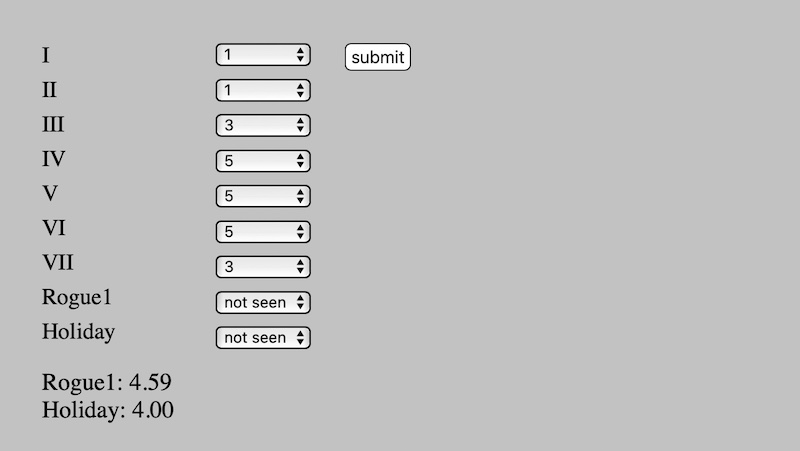 I 1 submit
II 1
III 3
IV 5
V 5
VI 5
VII 3
Rogue1 not seen
Holiday not seen
Rogue1: 4.59
Holiday: 4.00